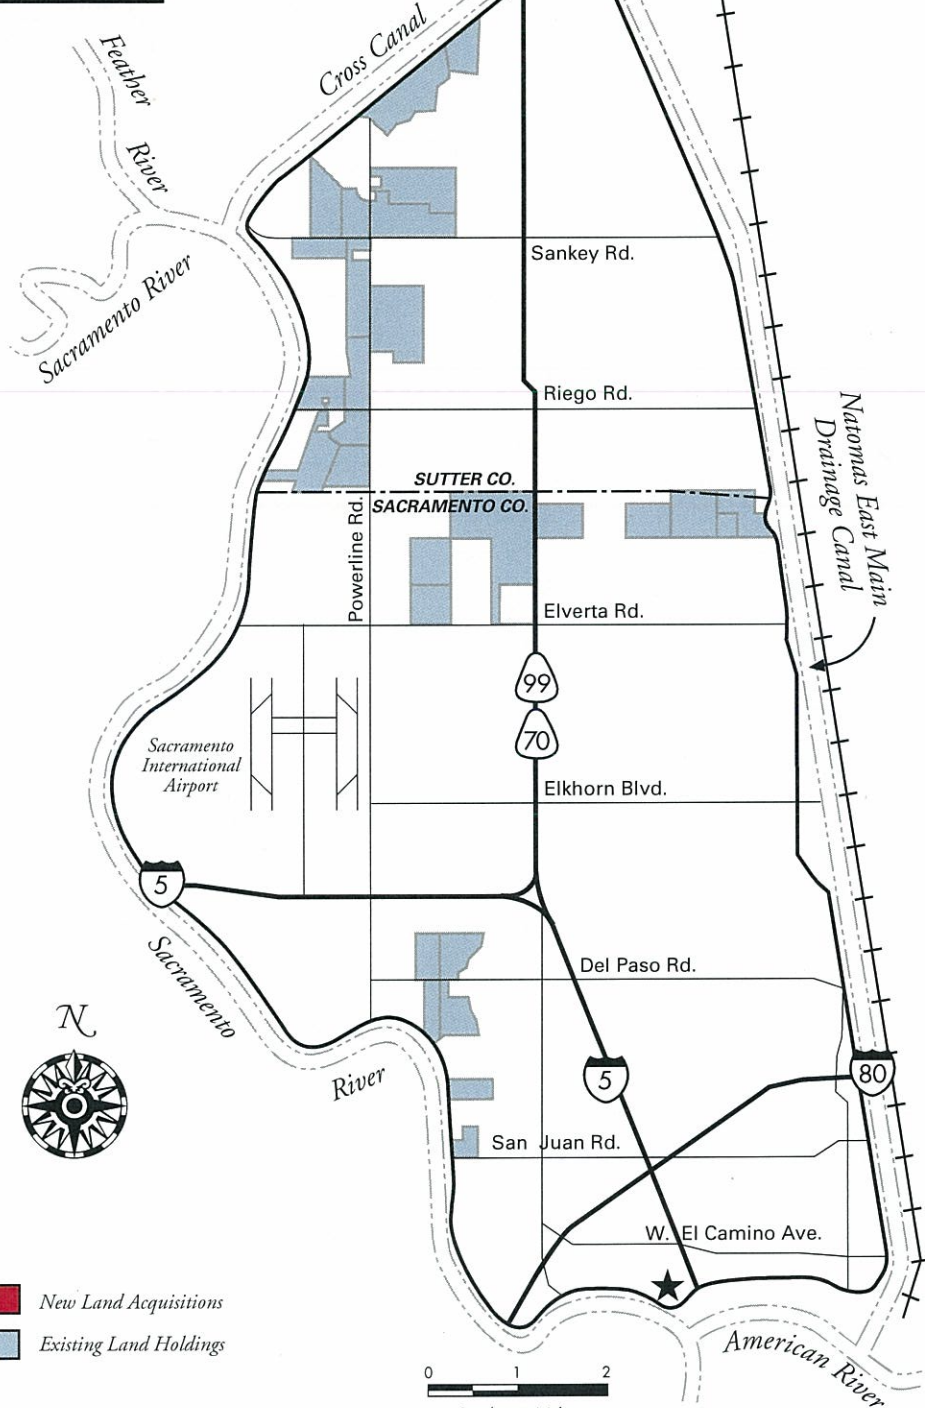 Cross Canal
Feather
River
Sacramento River
Sankey Rd.
Riego Rd.
Natomas East Main
Drainage Canal
SUTTER CO.
SACRAMENTO CO.
Powerline Rd.
Elverta Rd.
99
70
Sacramento
International
Airport
Elkhorn Blvd.
5
Sacramento
River
Del Paso Rd.
N
5
80
San Juan Rd.
W. El Camino Ave.
New Land Acquisitions
Existing Land Holdings
American River
0 1 2